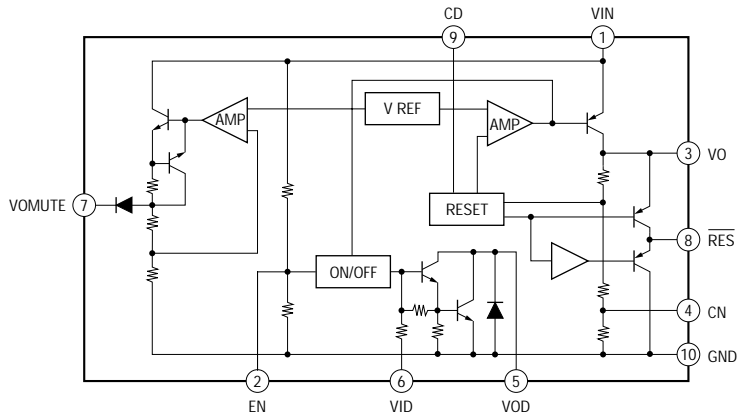 CD VIN
9 1
AMP V REF AMP
3 VO
VOMUTE 7 RESET
8 RES
ON/OFF
4 CN
10 GND
2 6 5
EN VID VOD